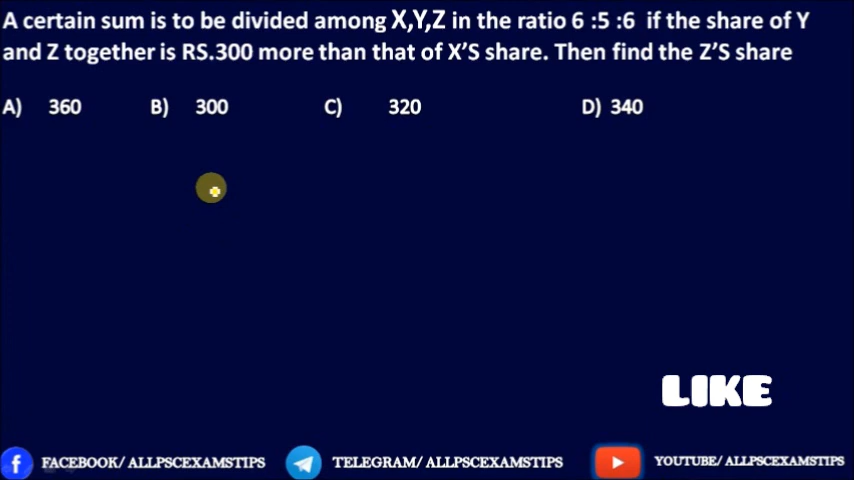 A certain sum is to be divided among X,Y,Z in the ratio 6 :5 :6 if the share of Y
and Z together is RS.300 more than that of X’S share. Then find the Z’S share
A) 360 B) 300 C) 320 D) 340
LIKE
FACEBOOK/ ALLPSCEXAMSTIPS TELEGRAM/ ALLPSCEXAMSTIPS YOUTUBE/ ALLPSCEXAMSTIPS